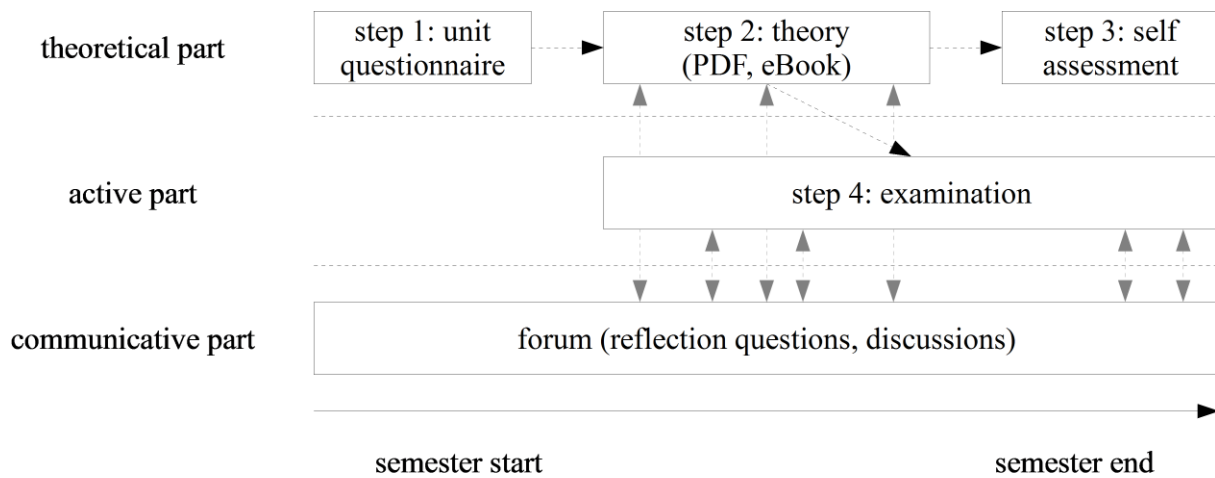 theoretical part
step 1: unit
questionnaire
step 2: theory
(PDF, eBook)
step 3: self
assessment
active part
step 4: examination
communicative part
forum (reflection questions, discussions)
semester start
semester end